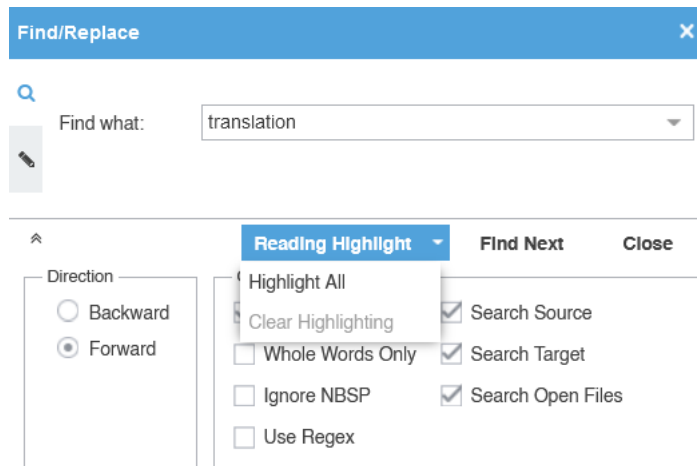 Find/Replace
Find what:
translation
Reading Highlight
Find Next
Close
Direction
Highlight All
Backward
Clear Highlighting
Search Source
Forward
Whole Words Only
Search Target
Ignore NBSP
Search Open Files
Use Regex